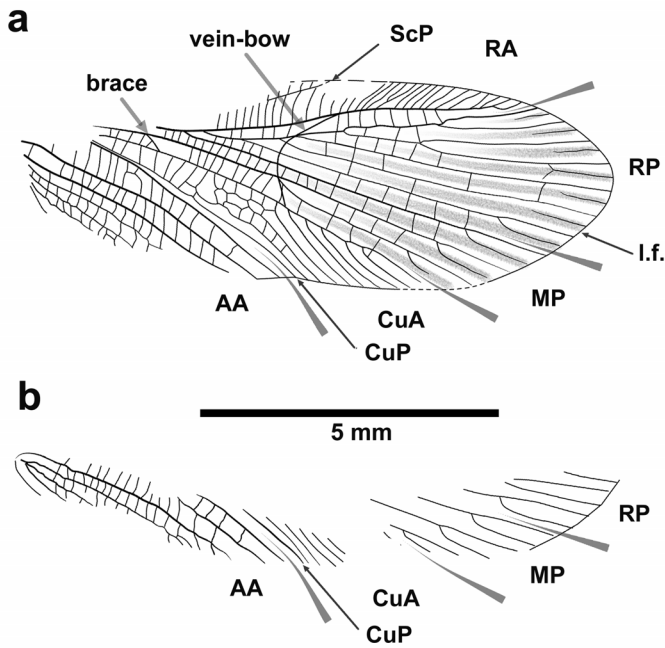 a
ScP
RA
vein-bow
brace
RP
l.f.
MP
AA
CuA
CuP
b
5 mm
RP
AA
MP
CuA
CuP